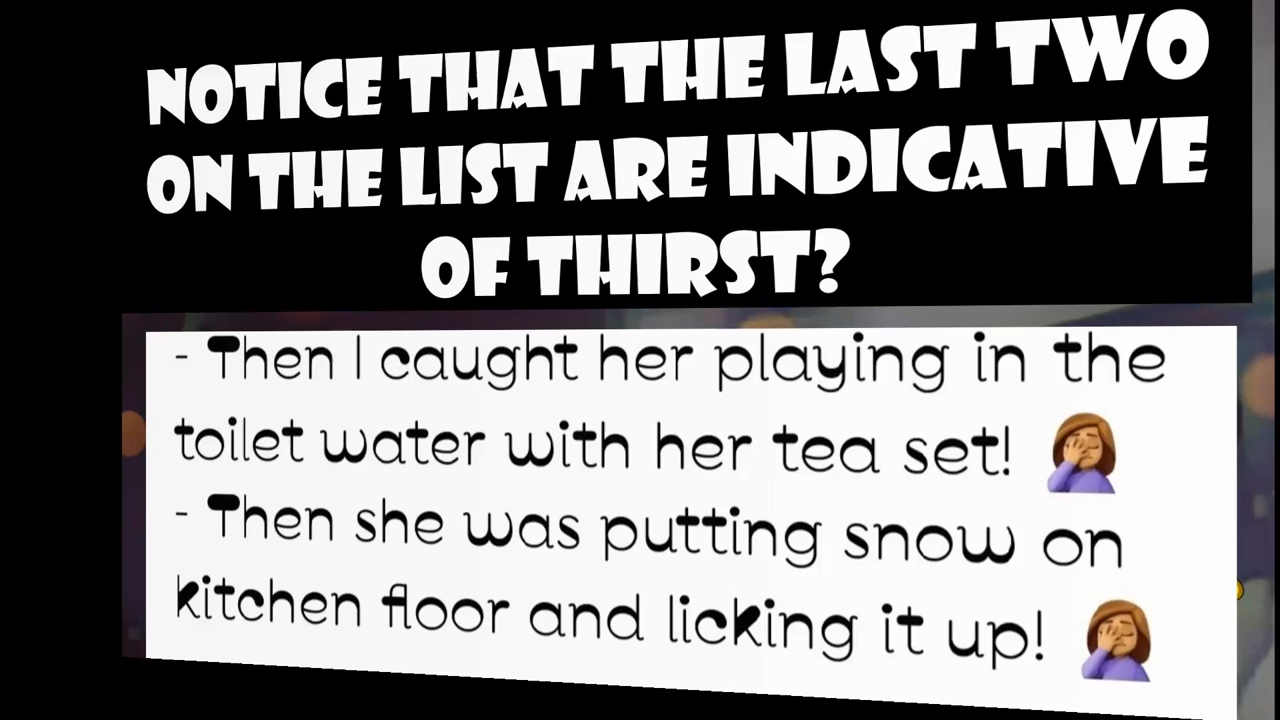 NOTICE THAT THE LAST TWO
ON THE LIST ARE INDICATIVE
OF THIRST?
- Then I caught her playing in the
toilet water with her tea set! 🤦🏽‍♀️
- Then she was putting snow on
kitchen floor and licking it up! 🤦🏽‍♀️